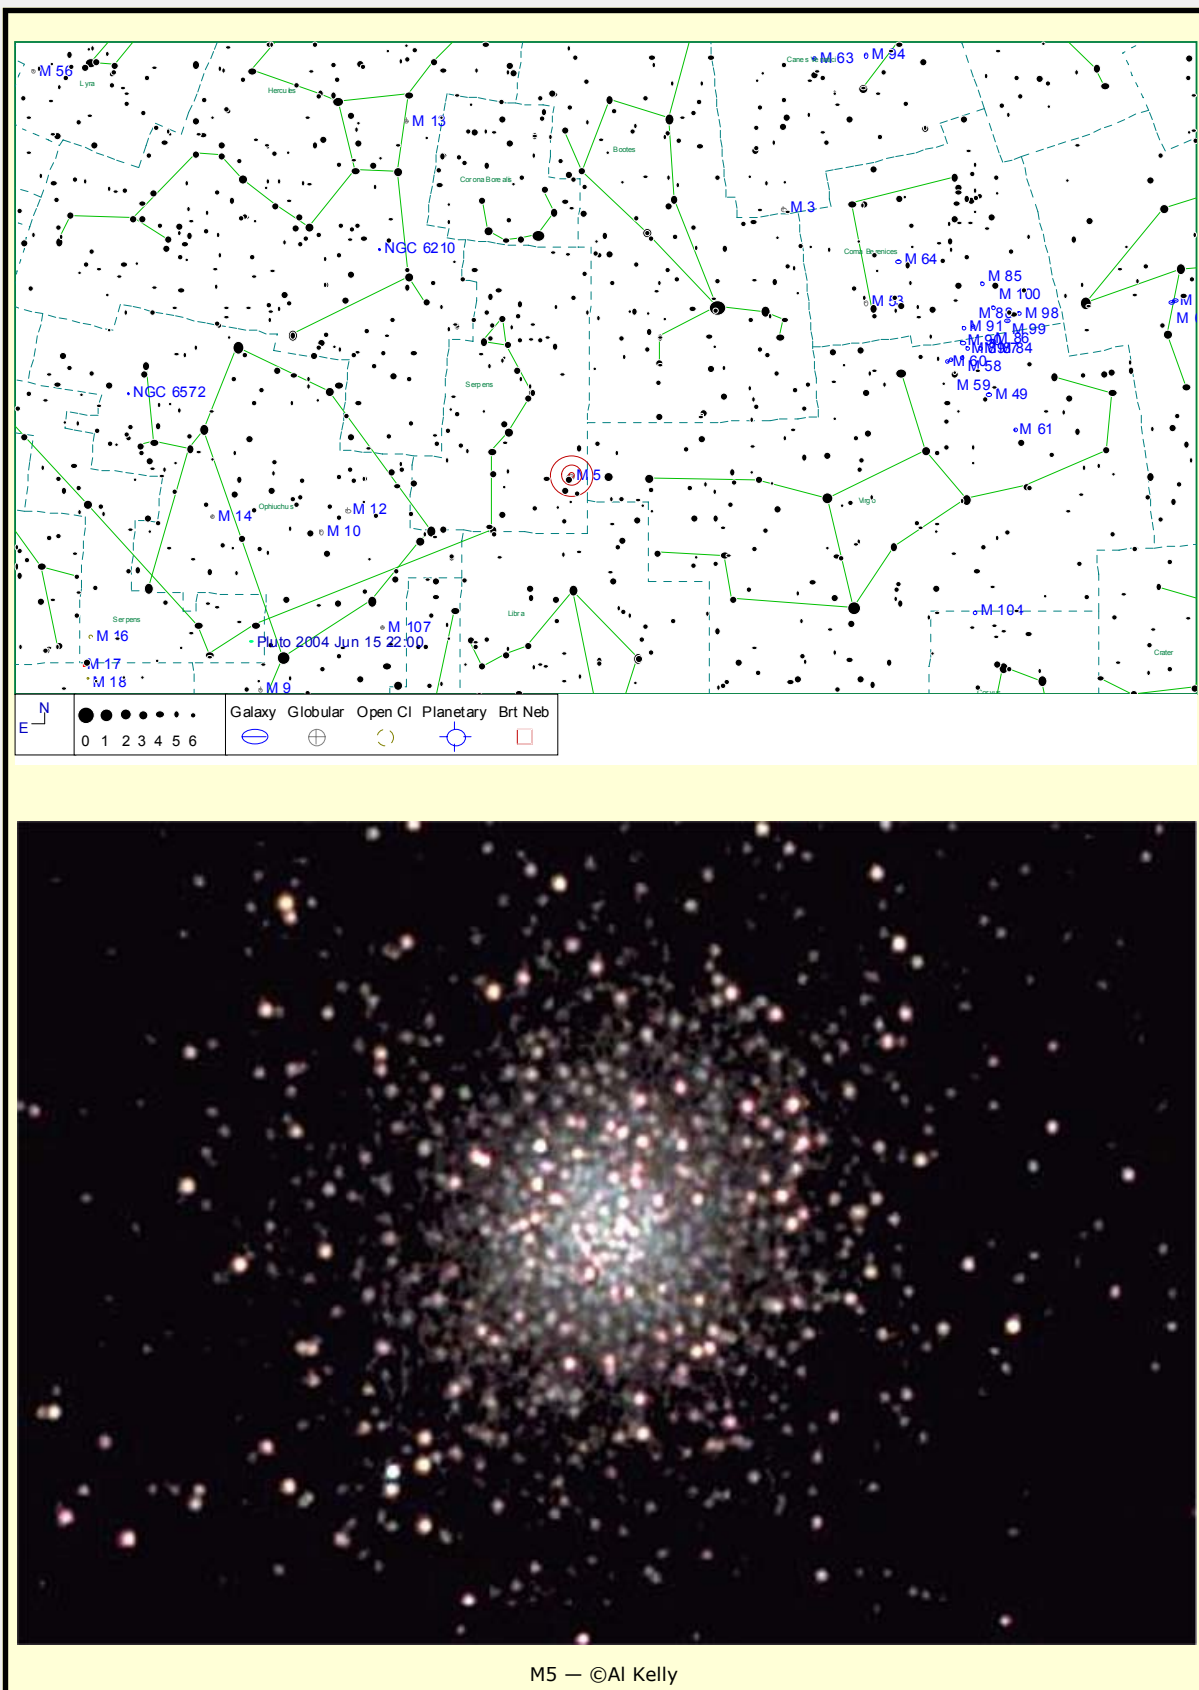 M 56
Lyra
Hercules
M 13
Corona Borealis
Bootes
M 63
M 94
M 3
NGC 6210
Coma Berenices
M 64
M 53
M 85
M 100
M 98
M 91
M 99
M 86
M 84
M 60
M 58
M 59
M 49
M 61
Serpens
NGC 6572
M 5
Virgo
M 14
Ophiuchus
M 12
M 10
M 104
Libra
Serpens
M 16
M 107
Pluto 2004 Jun 15 22:00
Crater
M 17
M 18
M 9
N
E
0 1 2 3 4 5 6
Galaxy Globular Open Cl Planetary Brt Neb
M5 — ©Al Kelly